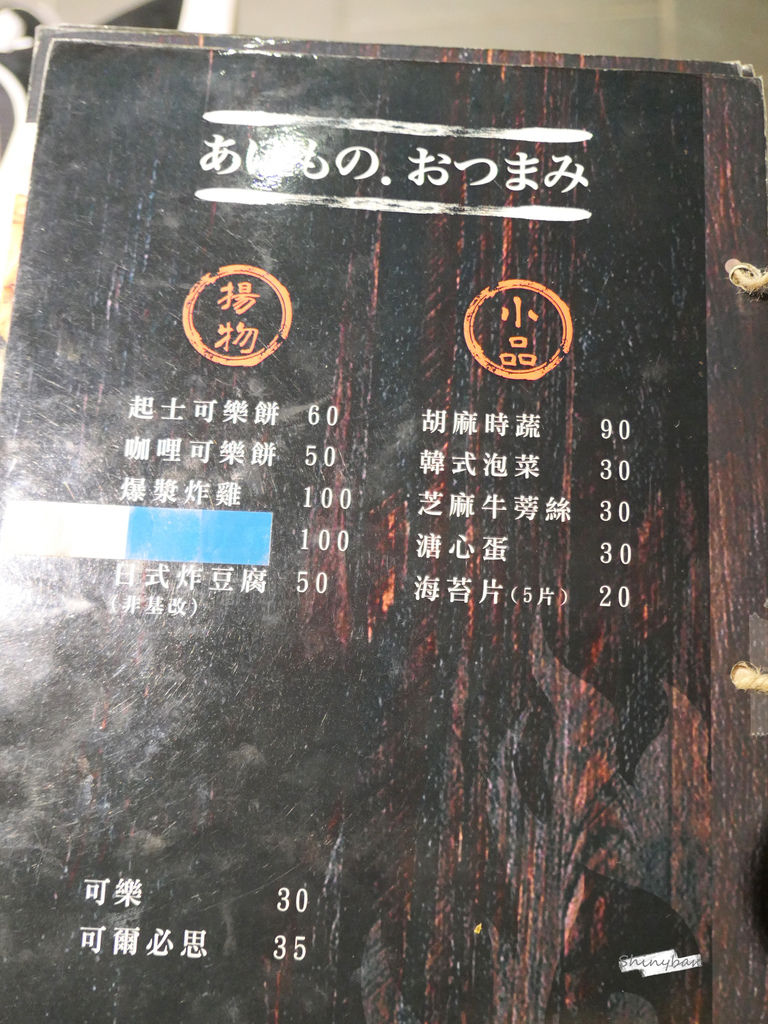 あげもの.おつまみ
揚物
起士可樂餅 60
咖哩可樂餅 50
爆漿炸雞 100
100
日式炸豆腐 50
(非基改)
小品
胡麻時蔬 90
韓式泡菜 30
芝麻牛蒡絲 30
溏心蛋 30
海苔片(5片) 20
可樂 30
可爾必思 35
Shinyban